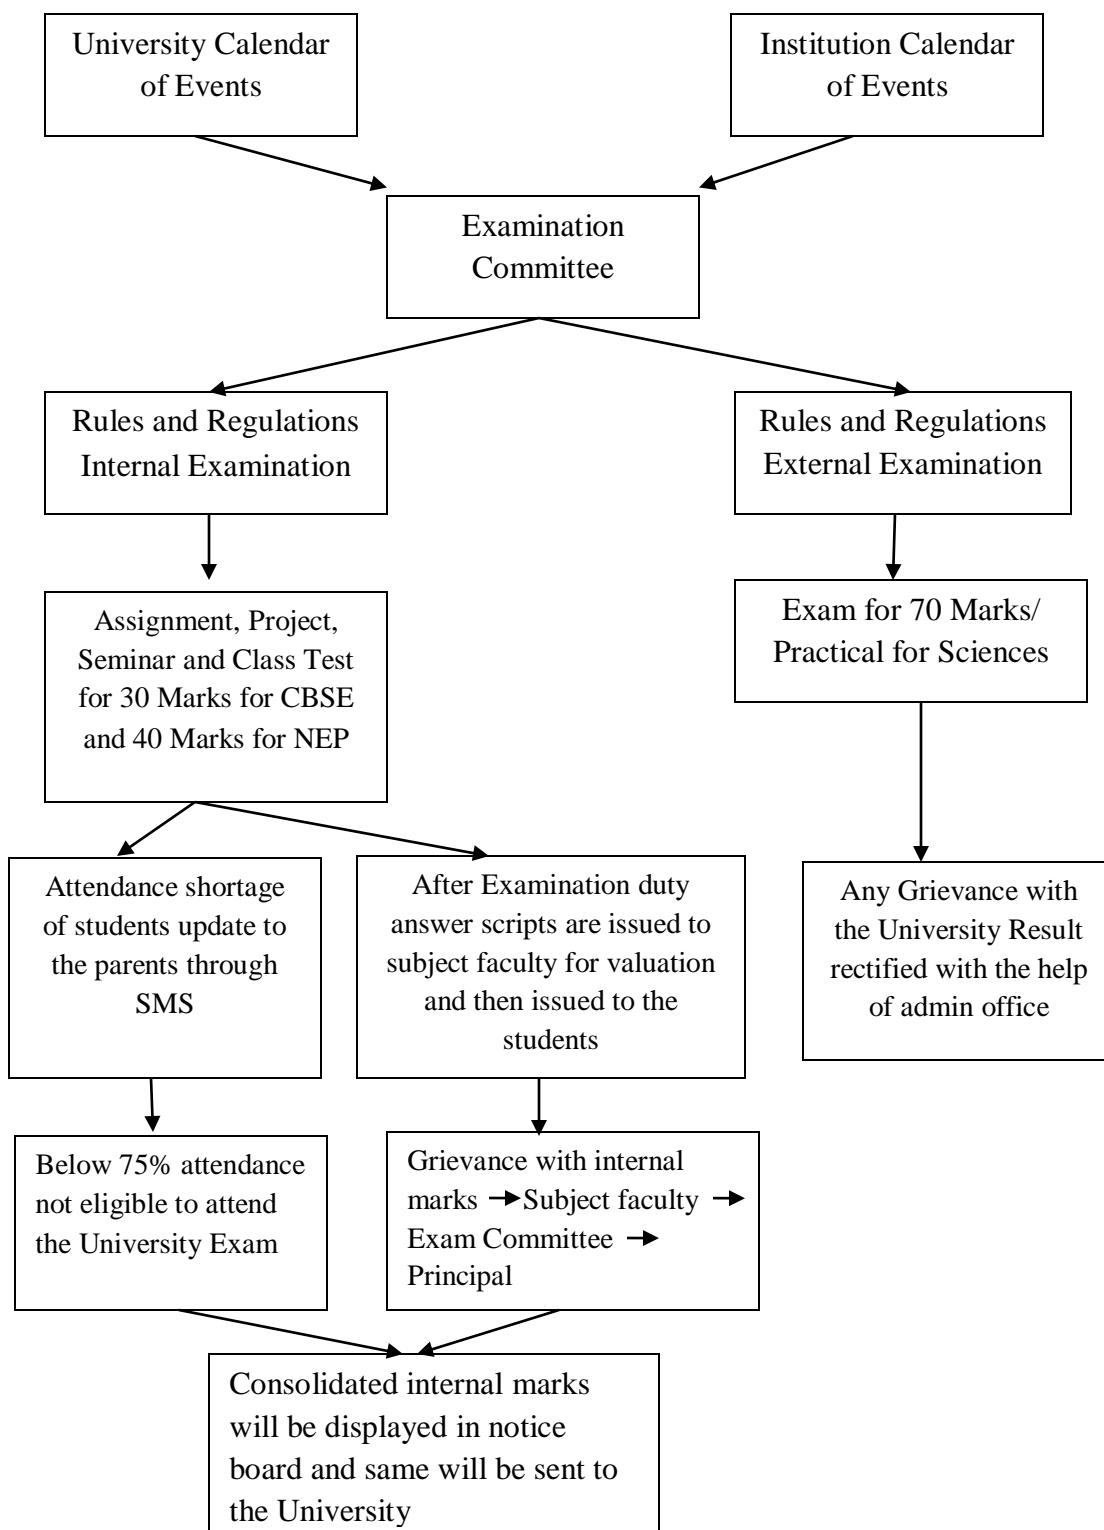 University Calendar
of Events
Institution Calendar
of Events
Examination
Committee
Rules and Regulations
Internal Examination
Rules and Regulations
External Examination
Assignment, Project,
Seminar and Class Test
for 30 Marks for CBSE
and 40 Marks for NEP
Exam for 70 Marks/
Practical for Sciences
Attendance shortage
of students update to
the parents through
SMS
After Examination duty
answer scripts are issued to
subject faculty for valuation
and then issued to the
students
Any Grievance with
the University Result
rectified with the help
of admin office
Below 75% attendance
not eligible to attend
the University Exam
Grievance with internal
marks → Subject faculty →
Exam Committee →
Principal
Consolidated internal marks
will be displayed in notice
board and same will be sent to
the University